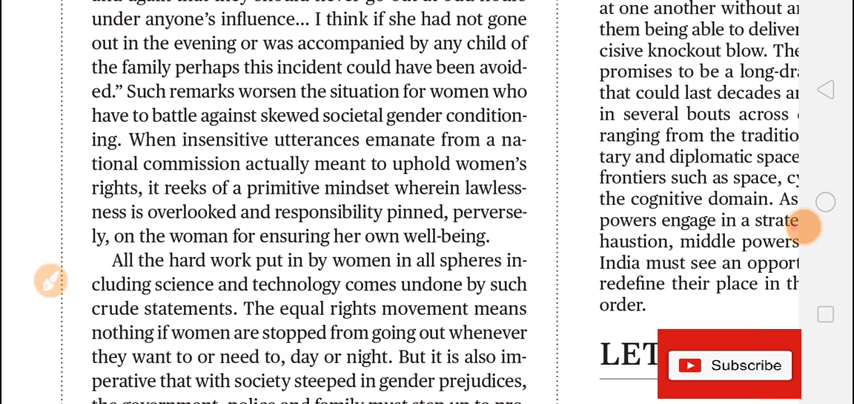 under anyone’s influence... I think if she had not gone
out in the evening or was accompanied by any child of
the family perhaps this incident could have been avoid-
ed.” Such remarks worsen the situation for women who
have to battle against skewed societal gender condition-
ing. When insensitive utterances emanate from a na-
tional commission actually meant to uphold women’s
rights, it reeks of a primitive mindset wherein lawless-
ness is overlooked and responsibility pinned, perverse-
ly, on the woman for ensuring her own well-being.
All the hard work put in by women in all spheres in-
cluding science and technology comes undone by such
crude statements. The equal rights movement means
nothing if women are stopped from going out whenever
they want to or need to, day or night. But it is also im-
perative that with society steeped in gender prejudices,
at one another without
them being able to deliver
cisive knockout blow. The
promises to be a
that could last decades
in several bouts across
ranging from the
tary and diplomatic space
frontiers such as space,
the cognitive domain. As
powers engage in a
haustion, middle powers
India must see an
redefine their place in
order.
LET
Subscribe